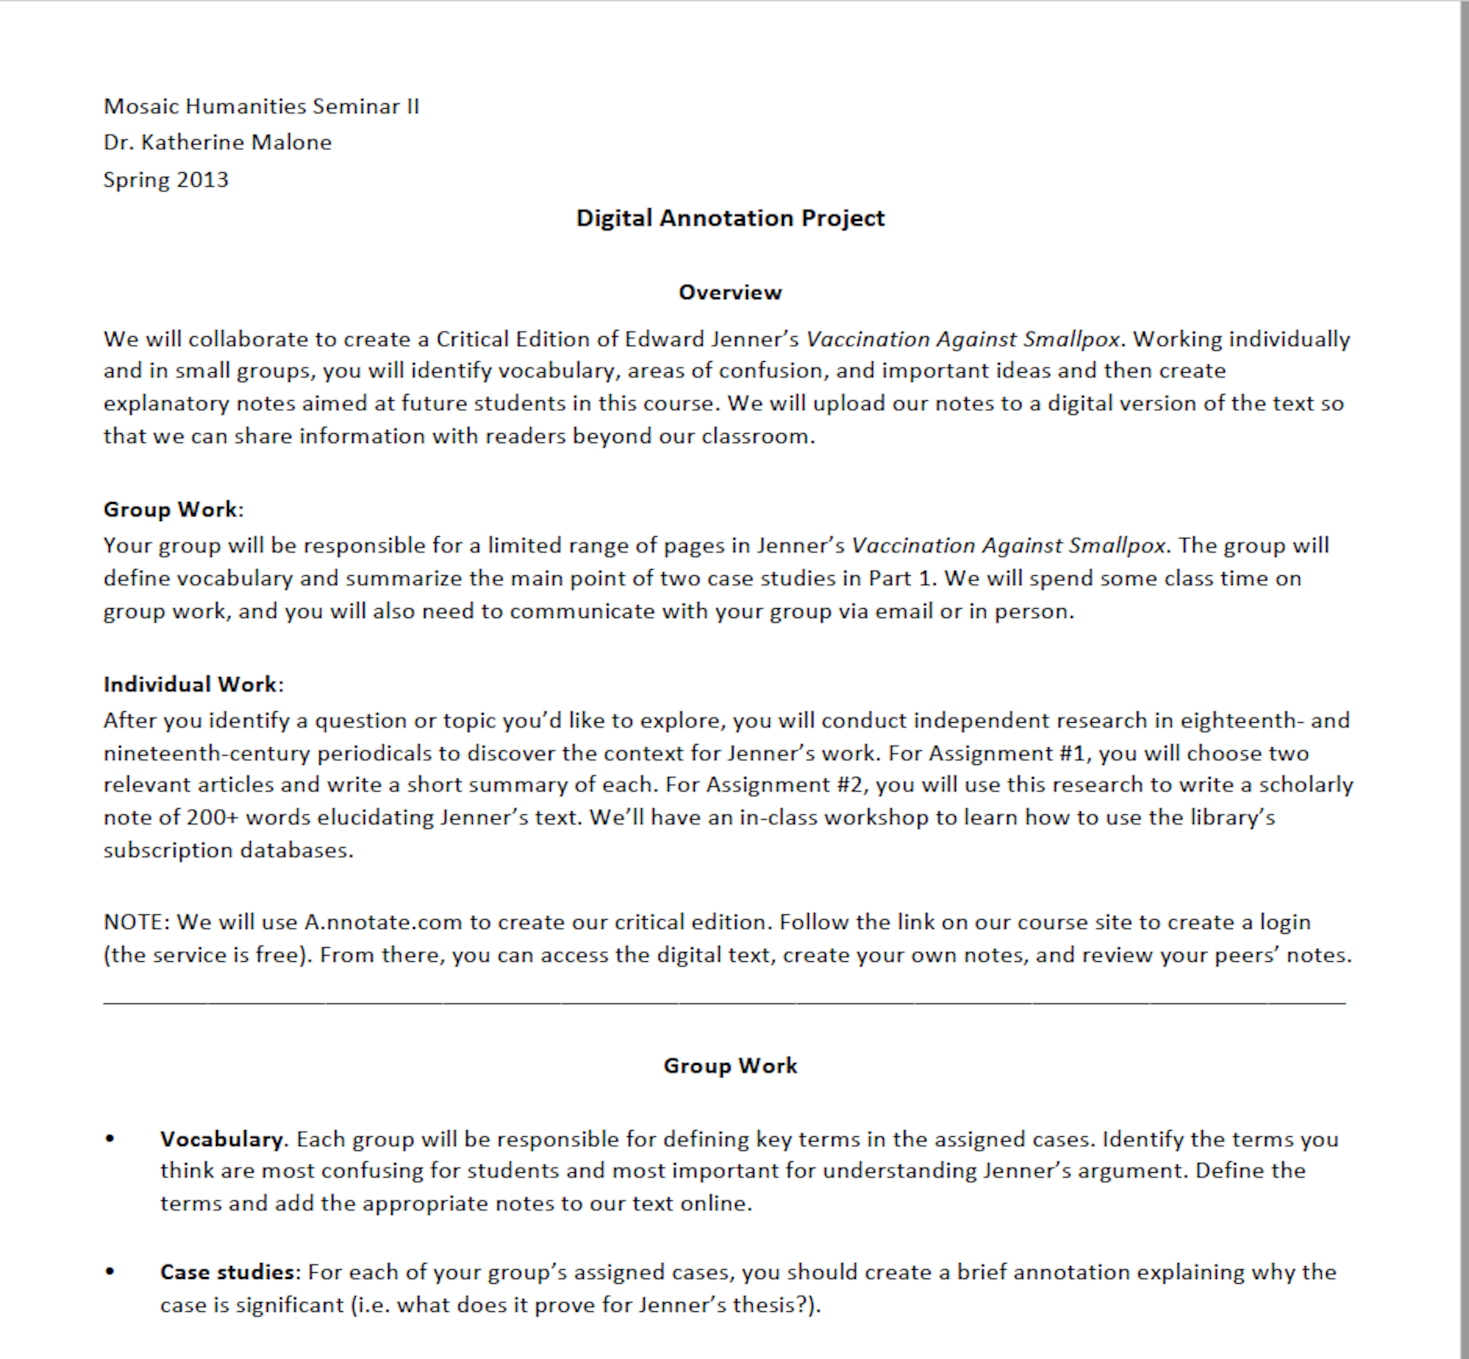 Mosaic Humanities Seminar II
Dr. Katherine Malone
Spring 2013
Digital Annotation Project
Overview
We will collaborate to create a Critical Edition of Edward Jenner’s Vaccination Against Smallpox. Working individually
and in small groups, you will identify vocabulary, areas of confusion, and important ideas and then create
explanatory notes aimed at future students in this course. We will upload our notes to a digital version of the text so
that we can share information with readers beyond our classroom.
Group Work:
Your group will be responsible for a limited range of pages in Jenner’s Vaccination Against Smallpox. The group will
define vocabulary and summarize the main point of two case studies in Part 1. We will spend some class time on
group work, and you will also need to communicate with your group via email or in person.
Individual Work:
After you identify a question or topic you’d like to explore, you will conduct independent research in eighteenth- and
nineteenth-century periodicals to discover the context for Jenner’s work. For Assignment #1, you will choose two
relevant articles and write a short summary of each. For Assignment #2, you will use this research to write a scholarly
note of 200+ words elucidating Jenner’s text. We’ll have an in-class workshop to learn how to use the library’s
subscription databases.
NOTE: We will use A.nnotate.com to create our critical edition. Follow the link on our course site to create a login
(the service is free). From there, you can access the digital text, create your own notes, and review your peers’ notes.
Group Work
• Vocabulary. Each group will be responsible for defining key terms in the assigned cases. Identify the terms you
think are most confusing for students and most important for understanding Jenner’s argument. Define the
terms and add the appropriate notes to our text online.
• Case studies: For each of your group’s assigned cases, you should create a brief annotation explaining why the
case is significant (i.e. what does it prove for Jenner’s thesis?).